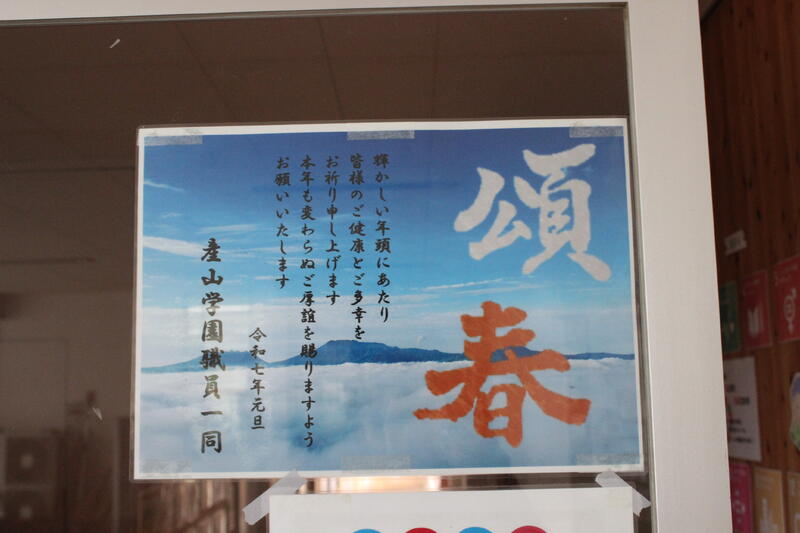 頌春
輝かしい年頭にあたり
皆様のご健康とご多幸を
お祈り申し上げます
本年も変わらぬご厚誼を賜りますよう
お願いいたします
令和七年元旦
産山学園職員一同